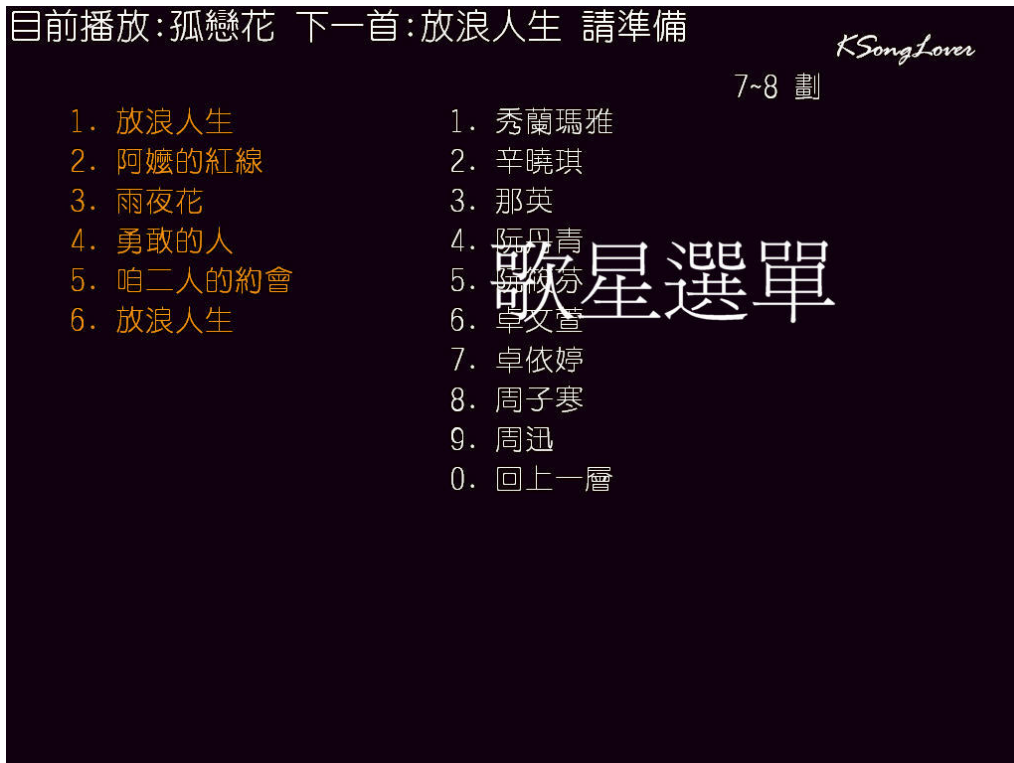 目前播放:孤戀花 下一首:放浪人生 請準備
KSongLover
7~8 劃
1. 放浪人生
2. 阿嬤的紅線
3. 雨夜花
4. 勇敢的人
5. 咱二人的約會
6. 放浪人生
1. 秀蘭瑪雅
2. 辛曉琪
3. 那英
4. 阮丹青
5. 阮筱芬
6. 卓文萱
7. 卓依婷
8. 周子寒
9. 周迅
0. 回上一層
歌星選單